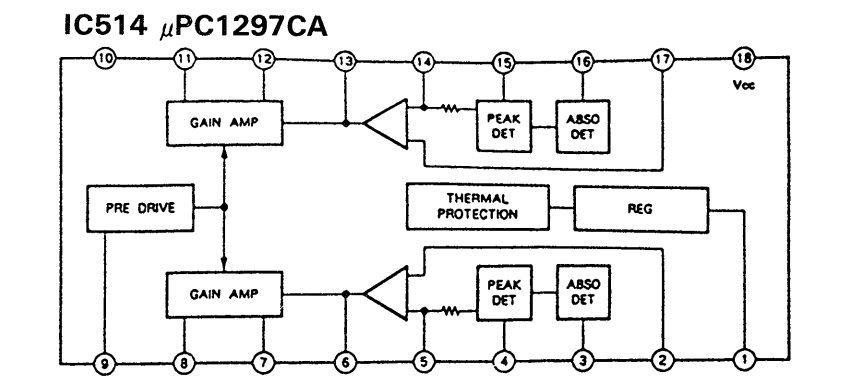 IC514 μPC1297CA
10 11 12 13 14 15 16 17 18
Vcc
GAIN AMP
PEAK
DET
ABSO
DET
PRE DRIVE
THERMAL
PROTECTION
REG
GAIN AMP
PEAK
DET
ABSO
DET
9 8 7 6 5 4 3 2 1